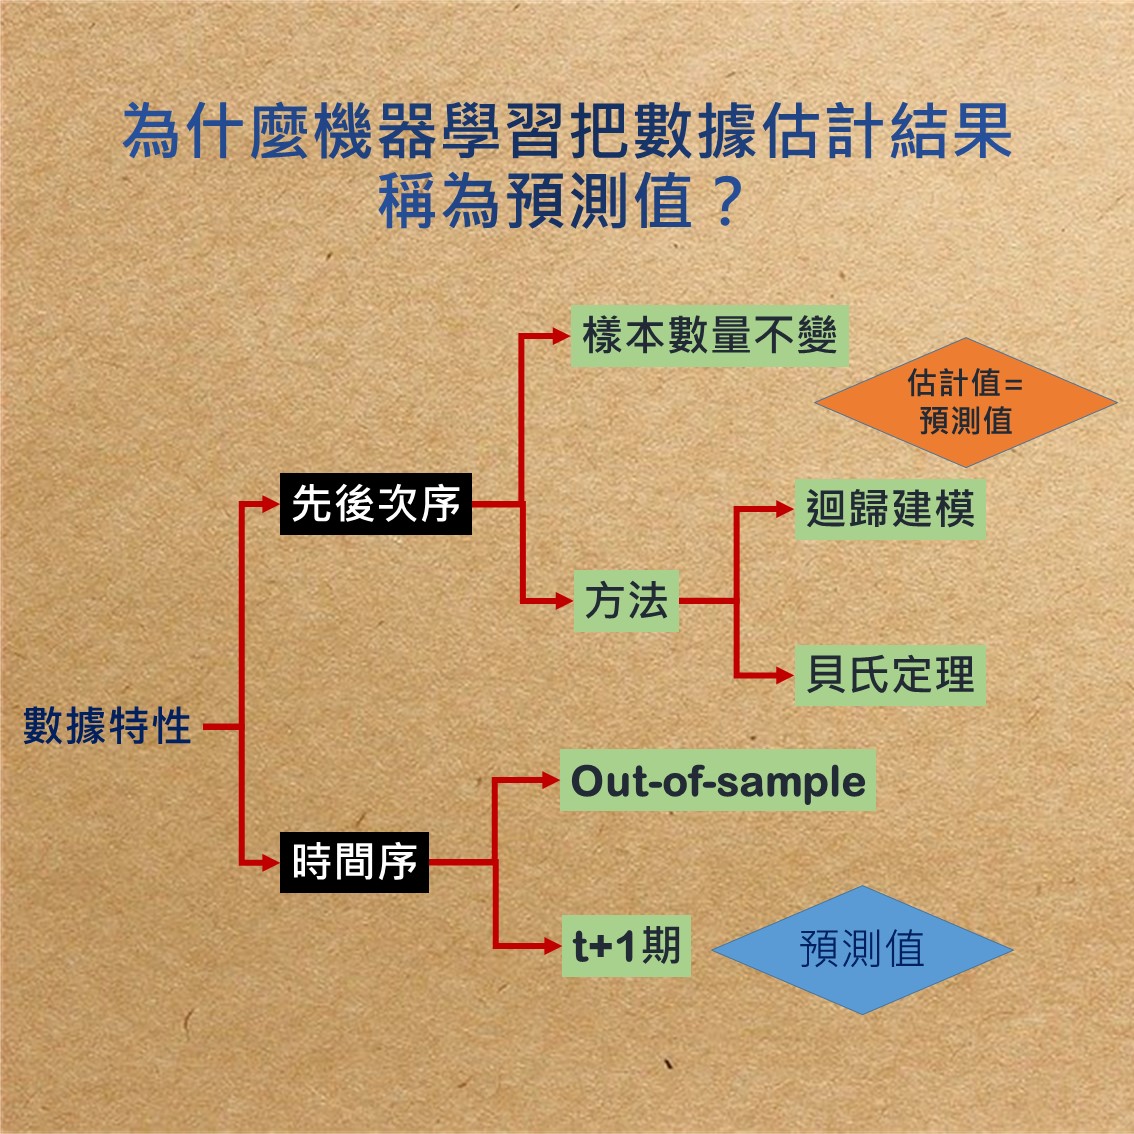 為什麼機器學習把數據估計結果
稱為預測值？
樣本數量不變
估計值=
預測值
先後次序
迴歸建模
方法
貝氏定理
數據特性
Out-of-sample
時間序
t+1期
預測值